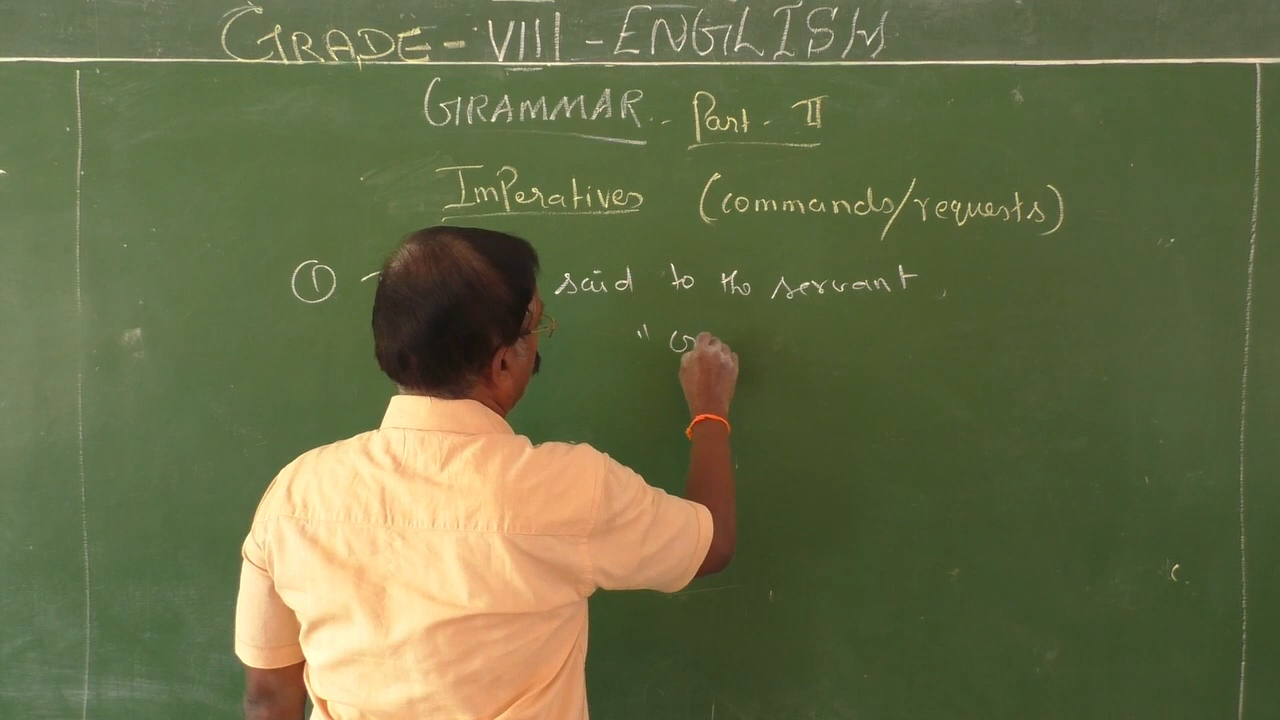 GRADE - VIII - ENGLISH
GRAMMAR.. Part - II
Imperatives (commands/requests)
① said to the servant,
"